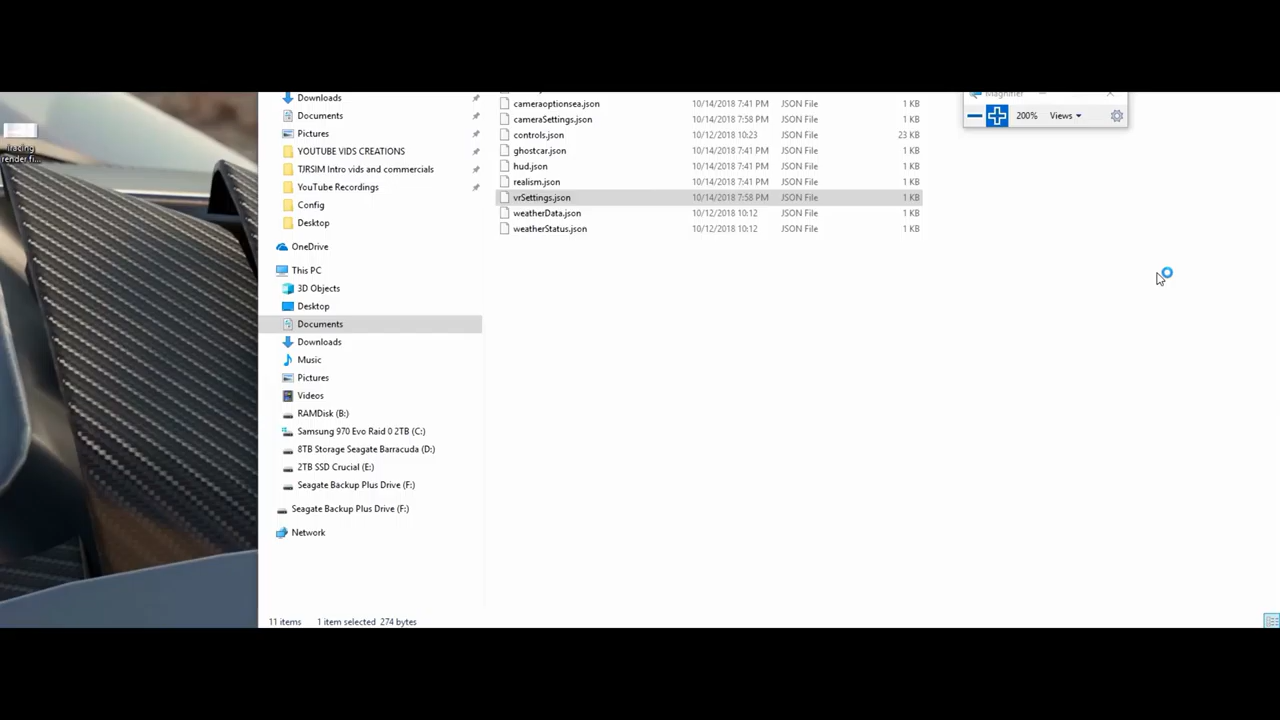 Downloads
Documents
Pictures
YOUTUBE VIDS CREATIONS
TJRSIM Intro vids and commercials
YouTube Recordings
Config
Desktop
OneDrive
This PC
3D Objects
Desktop
Documents
Downloads
Music
Pictures
Videos
RAMDisk (B:)
Samsung 970 Evo Raid 0 2TB (C:)
8TB Storage Seagate Barracuda (D:)
2TB SSD Crucial (E:)
Seagate Backup Plus Drive (F:)
Seagate Backup Plus Drive (F:)
Network
cameraoptionsea.json 10/14/2018 7:41 PM JSON File 1 KB
cameraSettings.json 10/14/2018 7:58 PM JSON File 1 KB
controls.json 10/12/2018 10:23 JSON File 23 KB
ghostcar.json 10/14/2018 7:41 PM JSON File 1 KB
hud.json 10/14/2018 7:41 PM JSON File 1 KB
realism.json 10/14/2018 7:41 PM JSON File 1 KB
vrSettings.json 10/14/2018 7:58 PM JSON File 1 KB
weatherData.json 10/12/2018 10:12 JSON File 1 KB
weatherStatus.json 10/12/2018 10:12 JSON File 1 KB
Magnifier
200% Views
render fi...
11 items 1 item selected 274 bytes